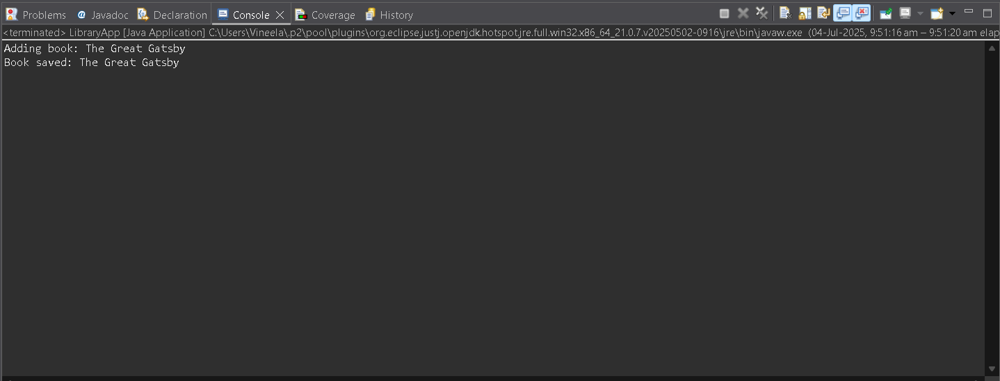 Problems @ Javadoc Declaration Console Coverage History
<terminated> LibraryApp [Java Application] C:\Users\Vineela\.p2\pool\plugins\org.eclipse.justj.openjdk.hotspot.jre.full.win32.x86_64_21.0.7.v20250502-0916\jre\bin\javaw.exe (04-Jul-2025, 9:51:16 am – 9:51:20 am elap
Adding book: The Great Gatsby
Book saved: The Great Gatsby